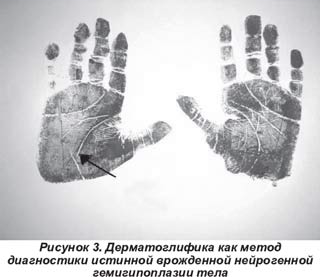 Рисунок 3. Дерматоглифика как метод
диагностики истинной врожденной нейрогенной
гемигипоплазии тела